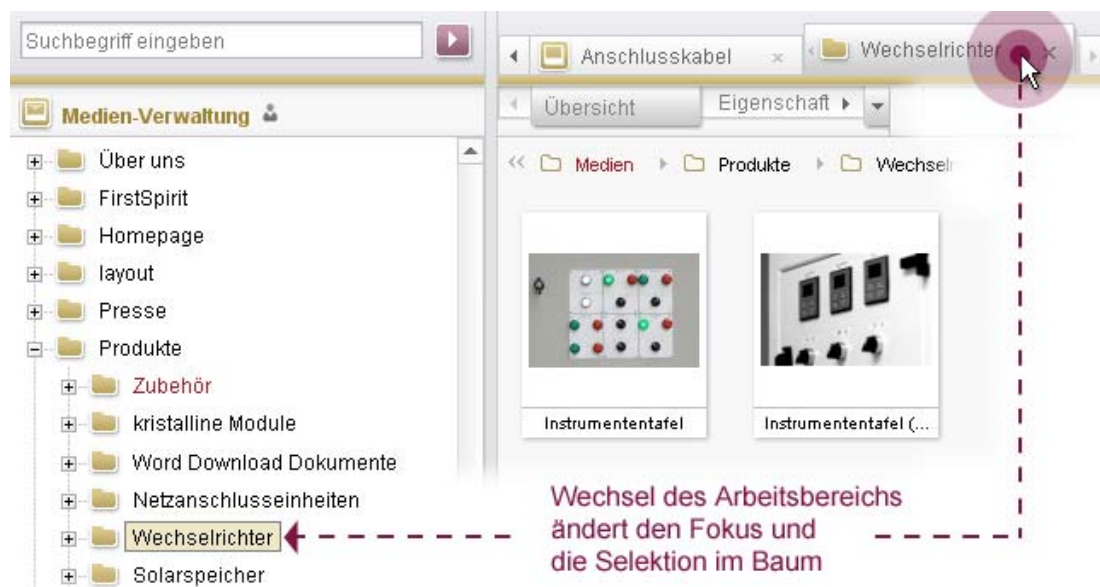 Suchbegriff eingeben
Anschlusskabel
Wechselrichter
Medien-Verwaltung
Übersicht
Eigenschaft
Über uns
FirstSpirit
Homepage
layout
Presse
Produkte
Zubehör
kristalline Module
Word Download Dokumente
Netzanschlusseinheiten
Wechselrichter
Solarspeicher
Medien Produkte
Instrumententafel
Instrumententafel (...
Wechsel des Arbeitsbereichs
ändert den Fokus und
die Selektion im Baum